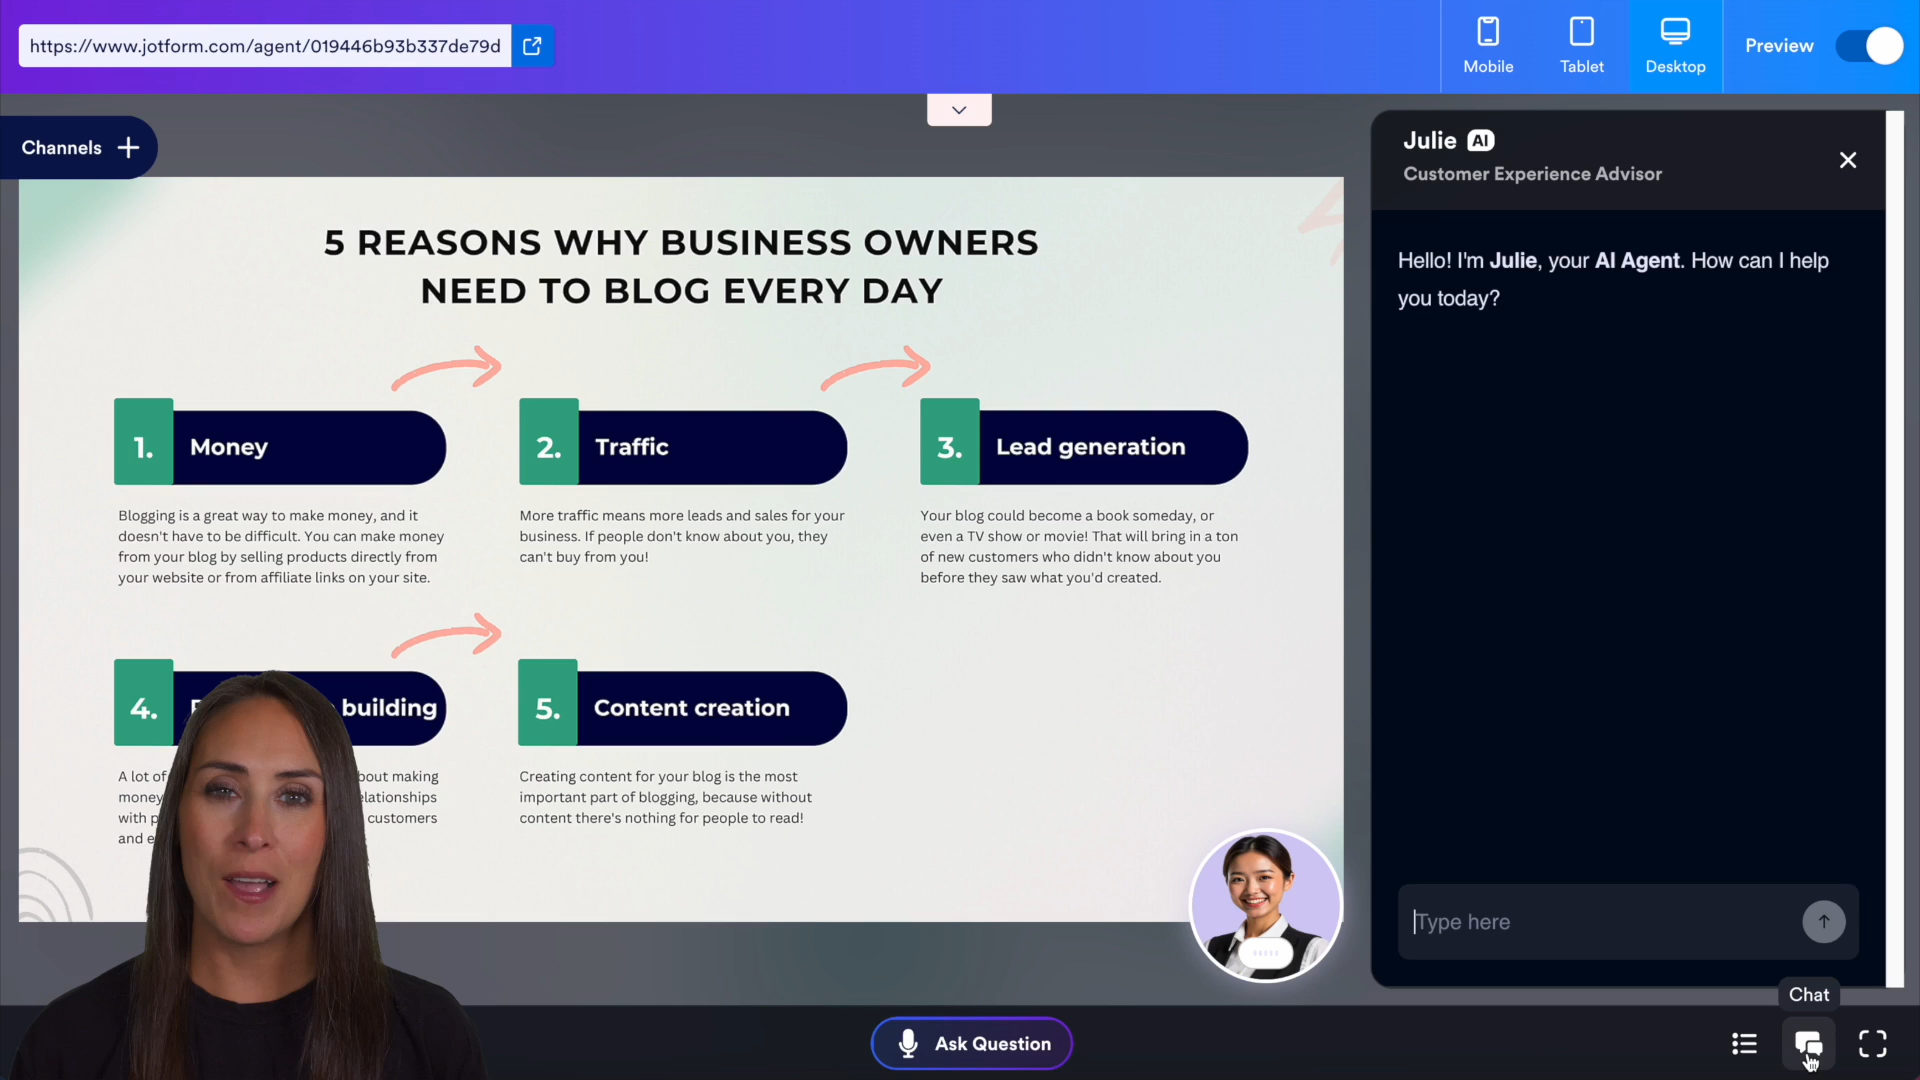 https://www.jotform.com/agent/019446b93b337de79d
Mobile
Tablet
Desktop
Preview
Channels
5 REASONS WHY BUSINESS OWNERS
NEED TO BLOG EVERY DAY
1.
Money
Blogging is a great way to make money, and it
doesn't have to be difficult. You can make money
from your blog by selling products directly from
your website or from affiliate links on your site.
2.
Traffic
More traffic means more leads and sales for your
business. If people don't know about you, they
can't buy from you!
3.
Lead generation
Your blog could become a book someday, or
even a TV show or movie! That will bring in a ton
of new customers who didn't know about you
before they saw what you'd created.
4.
building
A lot of making
money
with customers
and
5.
Content creation
Creating content for your blog is the most
important part of blogging, because without
content there's nothing for people to read!
Julie AI
Customer Experience Advisor
Hello! I'm Julie, your AI Agent. How can I help
you today?
Type here
Chat
Ask Question